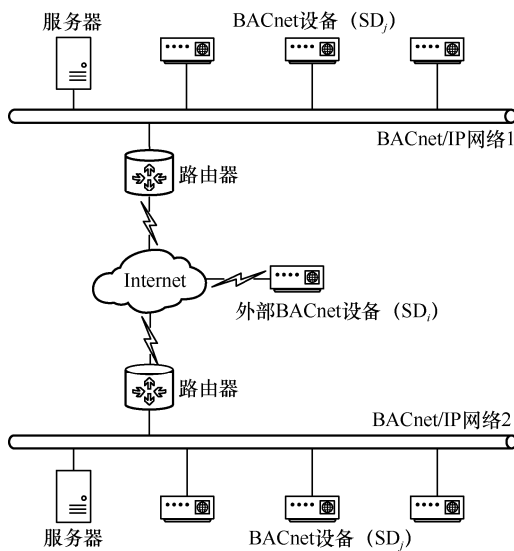 服务器
BACnet设备（SDj）
BACnet/IP网络1
路由器
Internet
外部BACnet设备（SDi）
路由器
BACnet/IP网络2
服务器
BACnet设备（SDj）